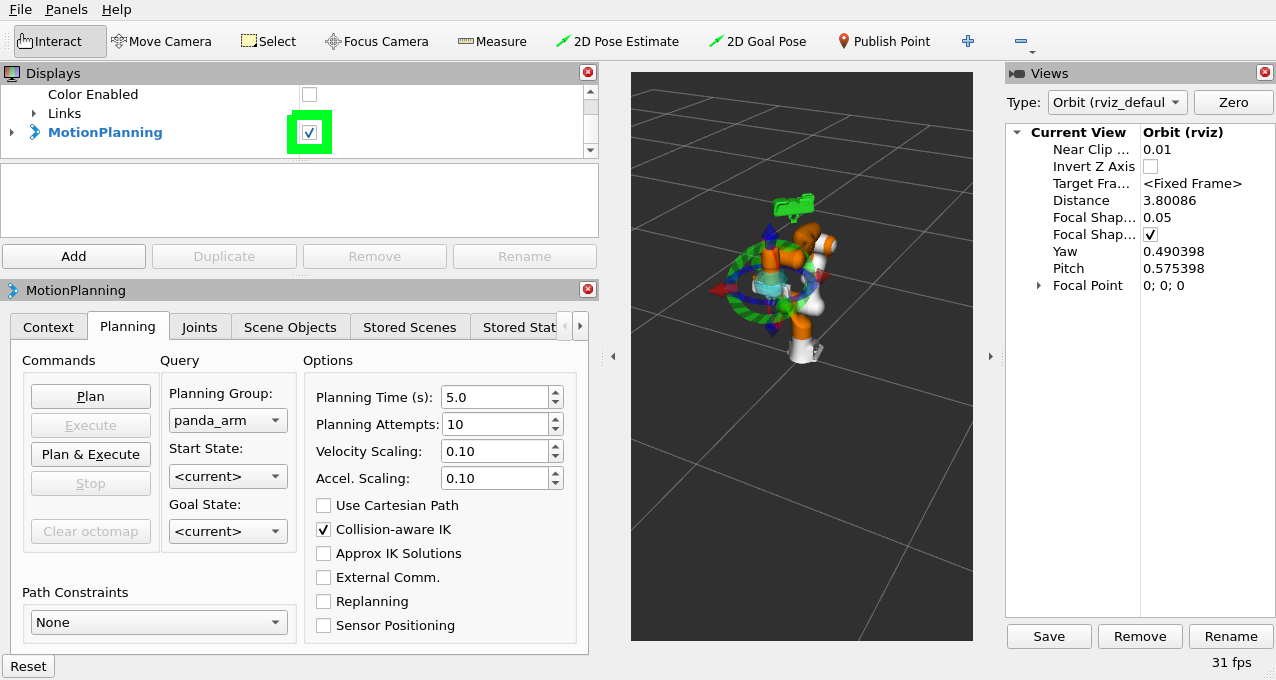 File Panels Help
Interact Move Camera Select Focus Camera Measure 2D Pose Estimate 2D Goal Pose Publish Point
Displays
Color Enabled
Links
MotionPlanning
Add Duplicate Remove Rename
MotionPlanning
Context Planning Joints Scene Objects Stored Scenes Stored Stat
Commands Query Options
Plan
Execute
Plan & Execute
Stop
Clear octomap
Planning Group:
panda_arm
Start State:
<current>
Goal State:
<current>
Planning Time (s): 5.0
Planning Attempts: 10
Velocity Scaling: 0.10
Accel. Scaling: 0.10
Use Cartesian Path
Collision-aware IK
Approx IK Solutions
External Comm.
Replanning
Sensor Positioning
Path Constraints
None
Reset
Views
Type: Orbit (rviz_defaul Zero
Current View Orbit (rviz)
Near Clip ... 0.01
Invert Z Axis
Target Fra... <Fixed Frame>
Distance 3.80086
Focal Shap... 0.05
Focal Shap...
Yaw 0.490398
Pitch 0.575398
Focal Point 0; 0; 0
Save Remove Rename
31 fps